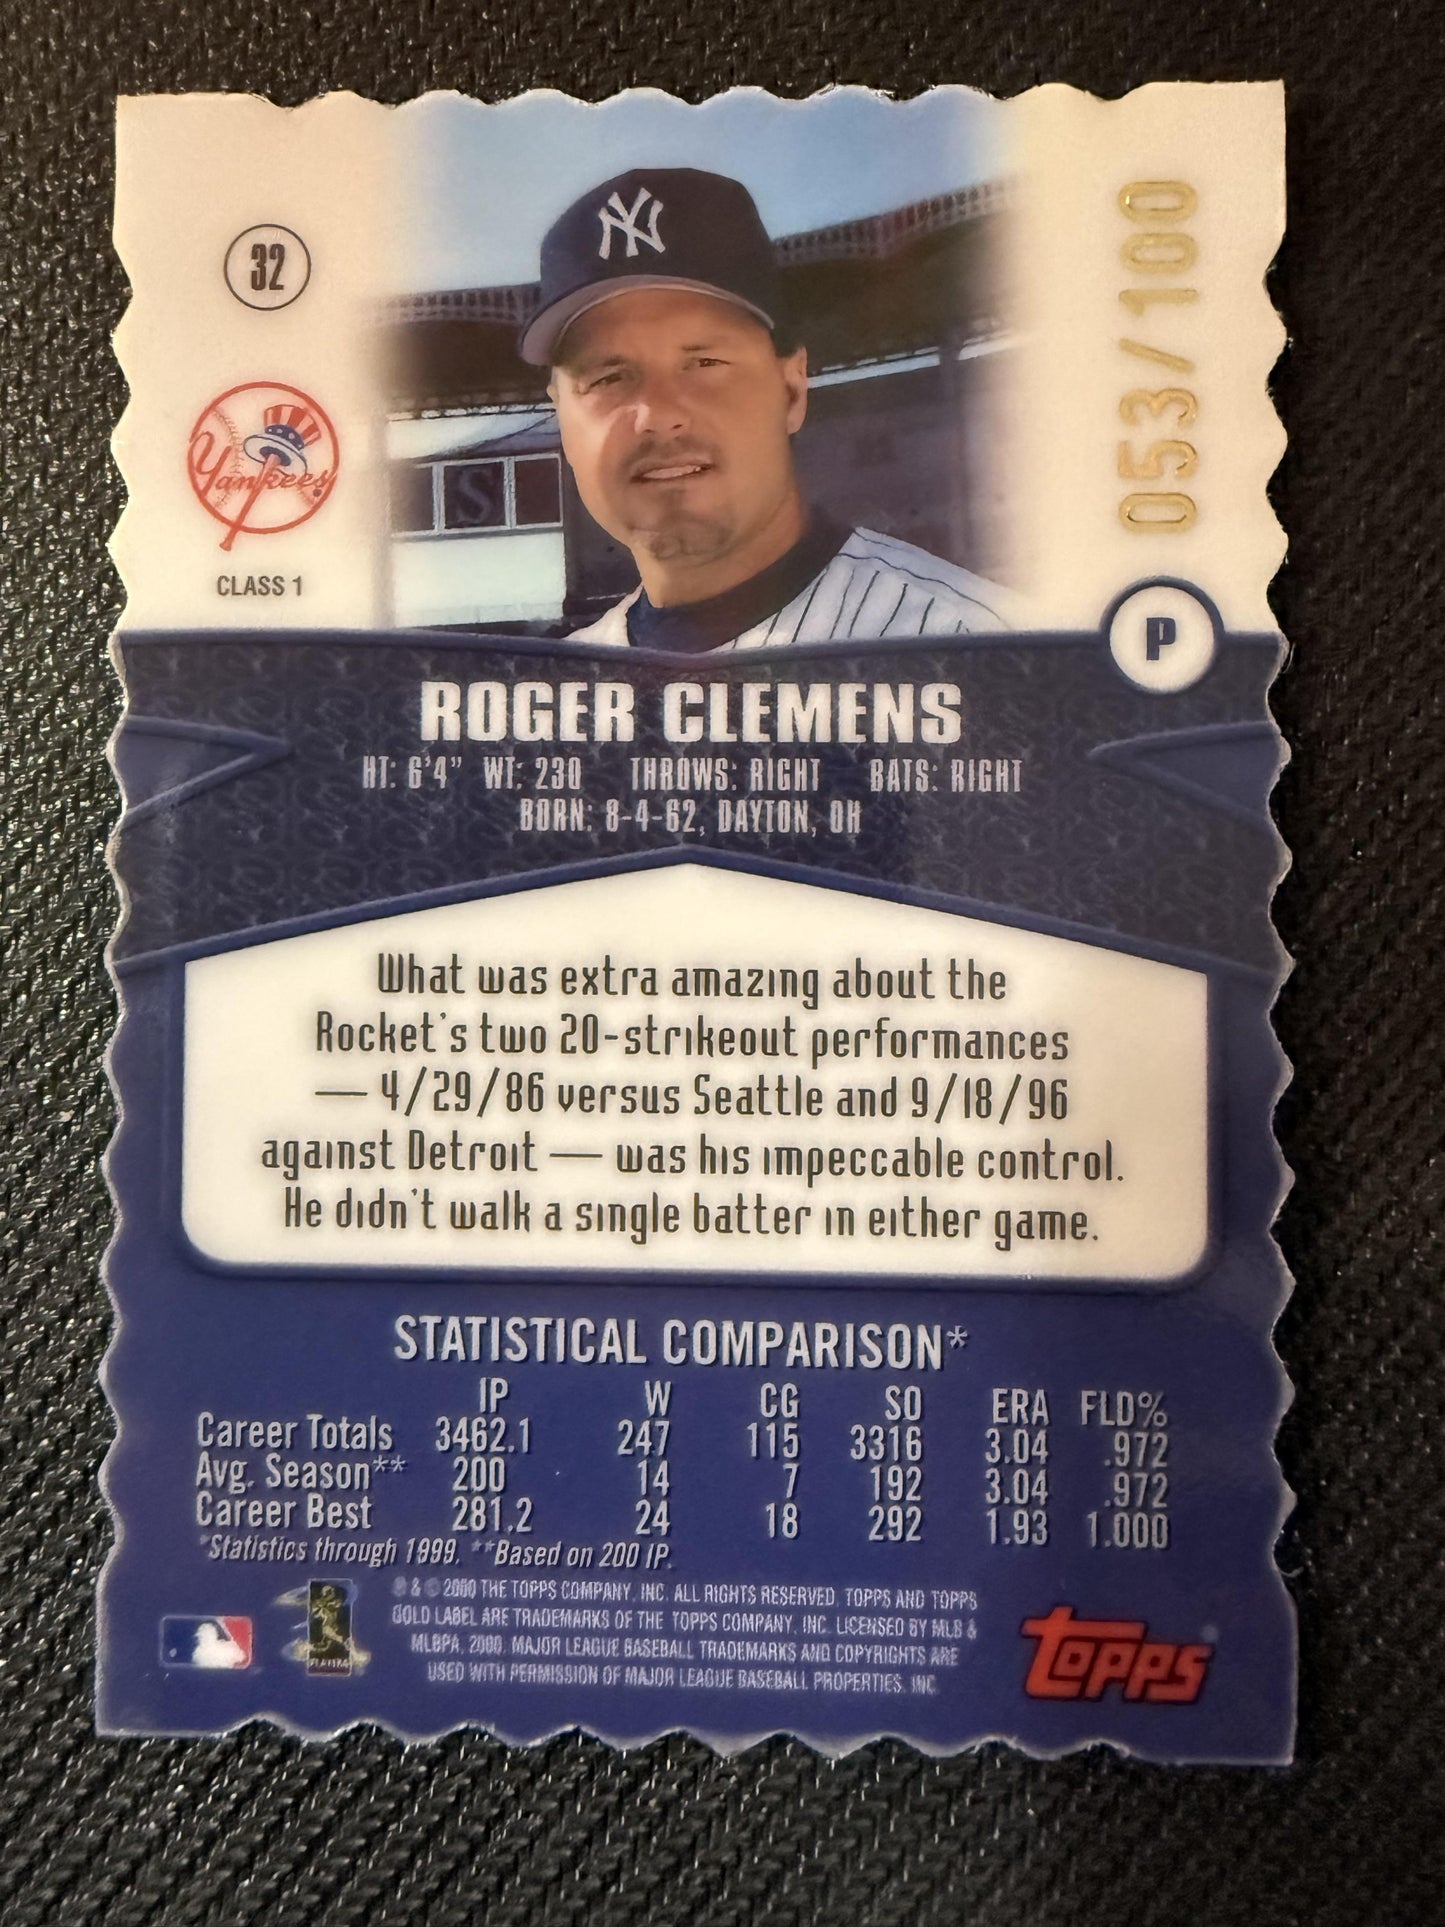 NY
32
053/100
Yankees
CLASS 1
P
ROGER CLEMENS
HT: 6'4" WT: 230 THROWS: RIGHT BATS: RIGHT
BORN: 8-4-62, DAYTON, OH
What was extra amazing about the
Rocket's two 20-strikeout performances
— 4/29/86 versus Seattle and 9/18/96
against Detroit — was his impeccable control.
He didn't walk a single batter in either game.
STATISTICAL COMPARISON*
IP W CG SO ERA FLD%
Career Totals 3462.1 247 115 3316 3.04 .972
Avg. Season** 200 14 7 192 3.04 .972
Career Best 281.2 24 18 292 1.93 1.000
*Statistics through 1999. **Based on 200 IP.
® & © 2000 THE TOPPS COMPANY, INC. ALL RIGHTS RESERVED. TOPPS AND TOPPS
GOLD LABEL ARE TRADEMARKS OF THE TOPPS COMPANY, INC. LICENSED BY MLB &
MLBPA, 2000. MAJOR LEAGUE BASEBALL TRADEMARKS AND COPYRIGHTS ARE
USED WITH PERMISSION OF MAJOR LEAGUE BASEBALL PROPERTIES, INC.
TOPPS®